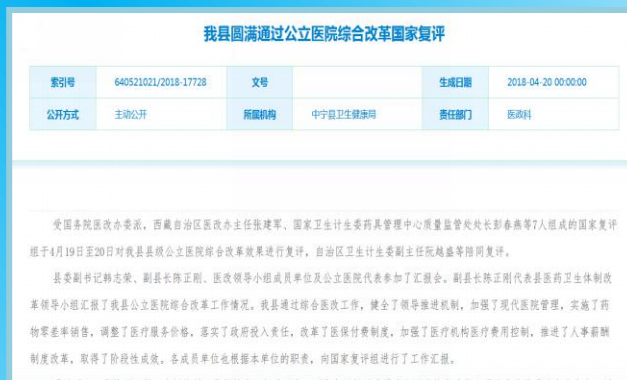 我县圆满通过公立医院综合改革国家复评
索引号 640521021/2018-17728 文号 生成日期 2018-04-20 00:00:00
公开方式 主动公开 所属机构 中宁县卫生健康局 责任部门 医政科
受国务院医改办委派，西藏自治区医改办主任张建军、国家卫生计生委药具管理中心质量监管处处长彭春燕等7人组成的国家复评
组于4月19日至20日对我县县级公立医院综合改革效果进行复评，自治区卫生计生委副主任阮越盛等陪同复评。
县委副书记韩志荣、副县长陈正刚、医改领导小组成员单位及公立医院代表参加了汇报会。副县长陈正刚代表县医药卫生体制改
革领导小组汇报了我县公立医院综合改革工作情况。我县通过综合医改工作，健全了领导推进机制，加强了现代医院管理，实施了药
物零差率销售，调整了医疗服务价格，落实了政府投入责任，改革了医保付费制度，加强了医疗机构医疗费用控制，推进了人事薪酬
制度改革，取得了阶段性成效。各成员单位也根据本单位的职责，向国家复评组进行了工作汇报。